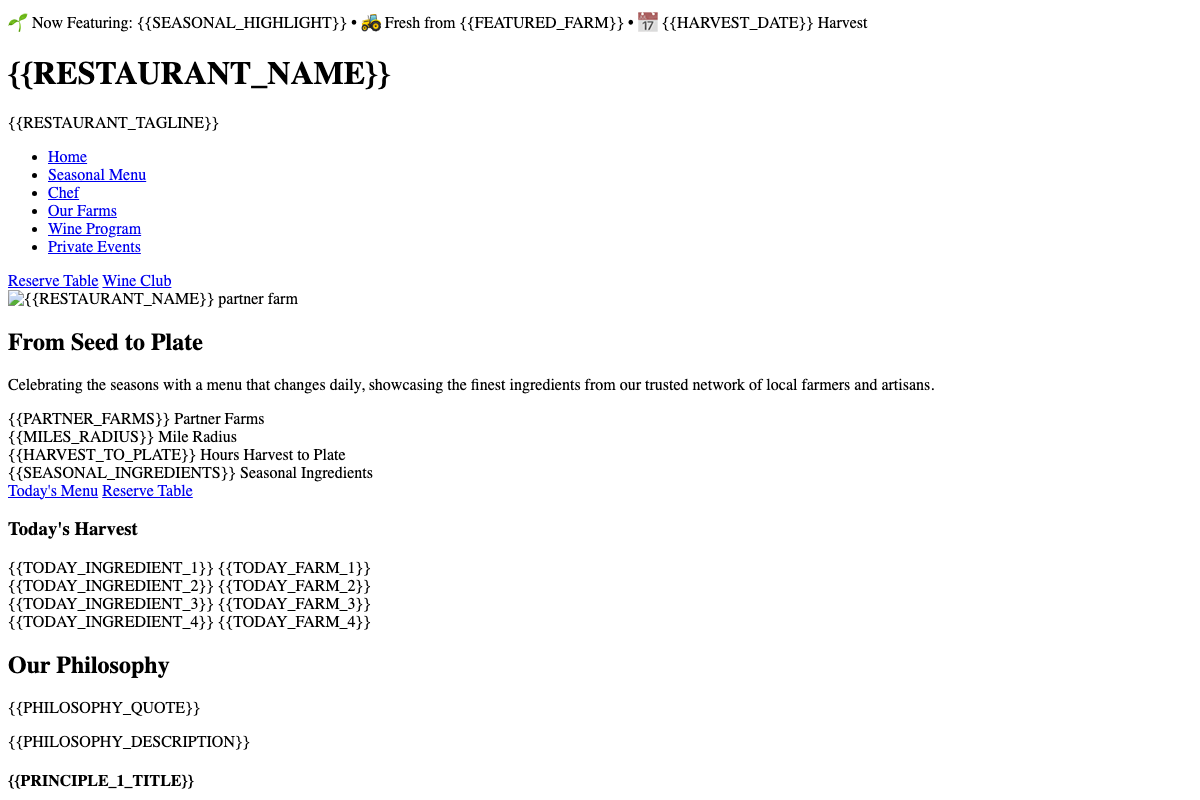 🌱 Now Featuring: {{SEASONAL_HIGHLIGHT}} • 🚜 Fresh from {{FEATURED_FARM}} • 📅 {{HARVEST_DATE}} Harvest
{{RESTAURANT_NAME}}
{{RESTAURANT_TAGLINE}}
• Home
• Seasonal Menu
• Chef
• Our Farms
• Wine Program
• Private Events
Reserve Table Wine Club
{{RESTAURANT_NAME}} partner farm
From Seed to Plate
Celebrating the seasons with a menu that changes daily, showcasing the finest ingredients from our trusted network of local farmers and artisans.
{{PARTNER_FARMS}} Partner Farms
{{MILES_RADIUS}} Mile Radius
{{HARVEST_TO_PLATE}} Hours Harvest to Plate
{{SEASONAL_INGREDIENTS}} Seasonal Ingredients
Today's Menu Reserve Table
Today's Harvest
{{TODAY_INGREDIENT_1}} {{TODAY_FARM_1}}
{{TODAY_INGREDIENT_2}} {{TODAY_FARM_2}}
{{TODAY_INGREDIENT_3}} {{TODAY_FARM_3}}
{{TODAY_INGREDIENT_4}} {{TODAY_FARM_4}}
Our Philosophy
{{PHILOSOPHY_QUOTE}}
{{PHILOSOPHY_DESCRIPTION}}
{{PRINCIPLE_1_TITLE}}